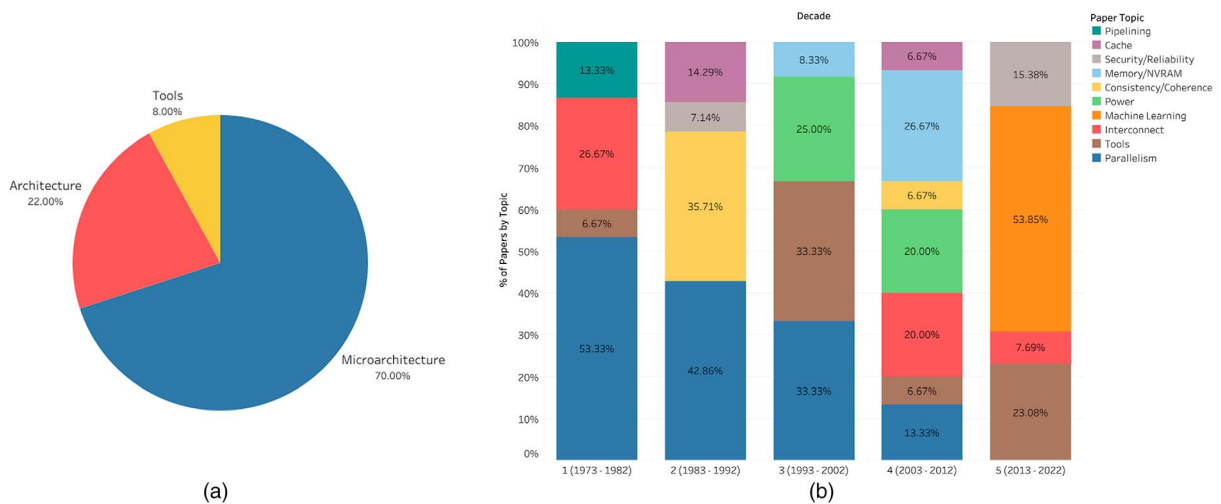 Tools
8.00%
Architecture
22.00%
Microarchitecture
70.00%
(a)
Decade
% of Papers by Topic
100%
90%
80%
70%
60%
50%
40%
30%
20%
10%
0%
13.33%
26.67%
6.67%
53.33%
14.29%
7.14%
35.71%
42.86%
8.33%
25.00%
33.33%
33.33%
6.67%
26.67%
6.67%
20.00%
20.00%
6.67%
13.33%
15.38%
53.85%
7.69%
23.08%
1 (1973 - 1982)
2 (1983 - 1992)
3 (1993 - 2002)
4 (2003 - 2012)
5 (2013 - 2022)
Paper Topic
Pipelining
Cache
Security/Reliability
Memory/NVRAM
Consistency/Coherence
Power
Machine Learning
Interconnect
Tools
Parallelism
(b)